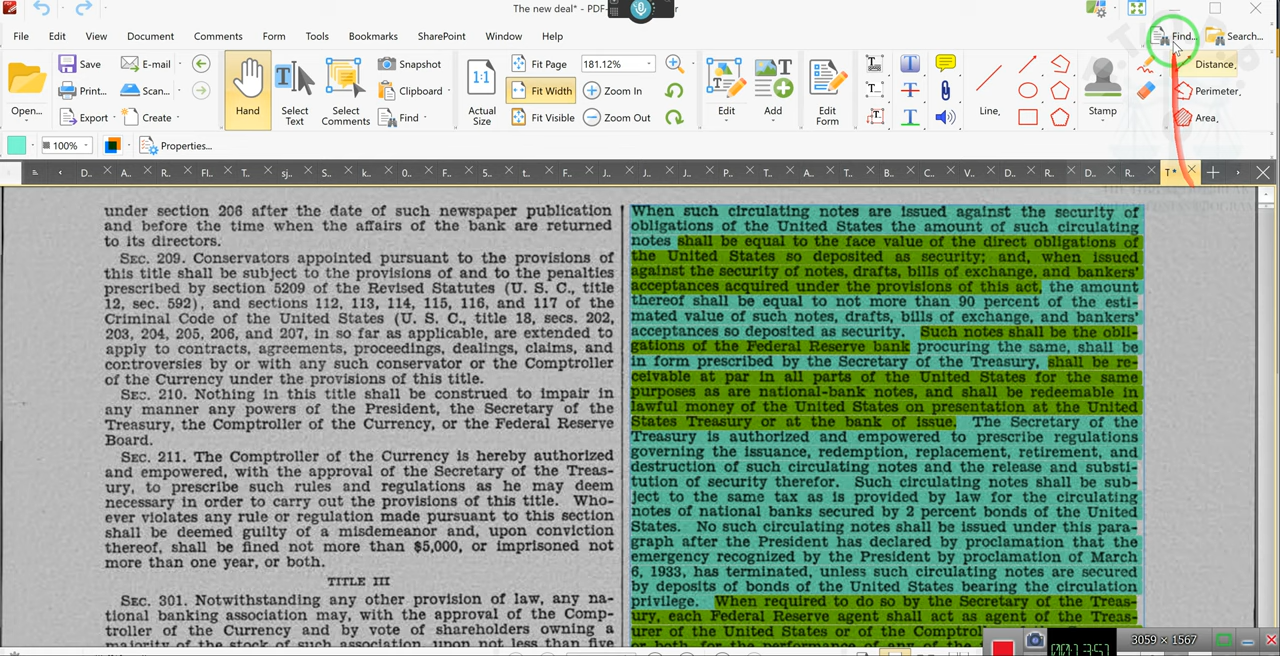 The new deal* - PDF-
File Edit View Document Comments Form Tools Bookmarks SharePoint Window Help Find.. Search..
Open...
Save E-mail
Print... Scan...
Export Create
Hand
Select Text
Select Comments
Snapshot
Clipboard
Find
Actual Size
Fit Page 181.12%
Fit Width Zoom In
Fit Visible Zoom Out
Edit
Add
Edit Form
Line,
Stamp
Distance,
Perimeter,
Area,
100% Properties...
D.. A.. R.. Fl.. T.. sj.. S.. k.. 0.. F.. 5.. t.. F.. J.. J.. J.. F.. P.. T.. A.. T.. B.. C.. V.. D.. R.. D.. R.. T *
under section 206 after the date of such newspaper publication
and before the time when the affairs of the bank are returned
to its directors.
SEC. 209. Conservators appointed pursuant to the provisions of
this title shall be subject to the provisions of and to the penalties
prescribed by section 5209 of the Revised Statutes (U. S. C., title
12, sec. 592), and sections 112, 113, 114, 115, 116, and 117 of the
Criminal Code of the United States (U. S. C., title 18, secs. 202,
203, 204, 205, 206, and 207, in so far as applicable, are extended to
apply to contracts, agreements, proceedings, dealings, claims, and
controversies by or with any such conservator or the Comptroller
of the Currency under the provisions of this title.
SEC. 210. Nothing in this title shall be construed to impair in
any manner any powers of the President, the Secretary of the
Treasury, the Comptroller of the Currency, or the Federal Reserve
Board.
SEC. 211. The Comptroller of the Currency is hereby authorized
and empowered, with the approval of the Secretary of the Treas-
ury, to prescribe such rules and regulations as he may deem
necessary in order to carry out the provisions of this title. Who-
ever violates any rule or regulation made pursuant to this section
shall be deemed guilty of a misdemeanor and, upon conviction
thereof, shall be fined not more than $5,000, or imprisoned not
more than one year, or both.
TITLE III
SEC. 301. Notwithstanding any other provision of law, any na-
tional banking association may, with the approval of the Comp-
troller of the Currency and by vote of shareholders owning a
majority of the stock of such association, upon not less than five
When such circulating notes are issued against the security of
obligations of the United States the amount of such circulating
notes shall be equal to the face value of the direct obligations of
the United States so deposited as security; and, when issued
against the security of notes, drafts, bills of exchange, and bankers'
acceptances acquired under the provisions of this act, the amount
thereof shall be equal to not more than 90 percent of the esti-
mated value of such notes, drafts, bills of exchange, and bankers'
acceptances so deposited as security. Such notes shall be the obli-
gations of the Federal Reserve bank procuring the same, shall be
in form prescribed by the Secretary of the Treasury, shall be re-
ceivable at par in all parts of the United States for the same
purposes as are national-bank notes, and shall be redeemable in
lawful money of the United States on presentation at the United
States Treasury or at the bank of issue. The Secretary of the
Treasury is authorized and empowered to prescribe regulations
governing the issuance, redemption, replacement, retirement, and
destruction of such circulating notes and the release and substi-
tution of security therefor. Such circulating notes shall be sub-
ject to the same tax as is provided by law for the circulating
notes of national banks secured by 2 percent bonds of the United
States. No such circulating notes shall be issued under this para-
graph after the President has declared by proclamation that the
emergency recognized by the President by proclamation of March
6, 1933, has terminated, unless such circulating notes are secured
by deposits of bonds of the United States bearing the circulation
privilege. When required to do so by the Secretary of the Treas-
ury, each Federal Reserve agent shall act as agent of the Treas-
urer of the United States or of the Comptrol
or both for the performance of any of the
3059 × 1567
00:13:51